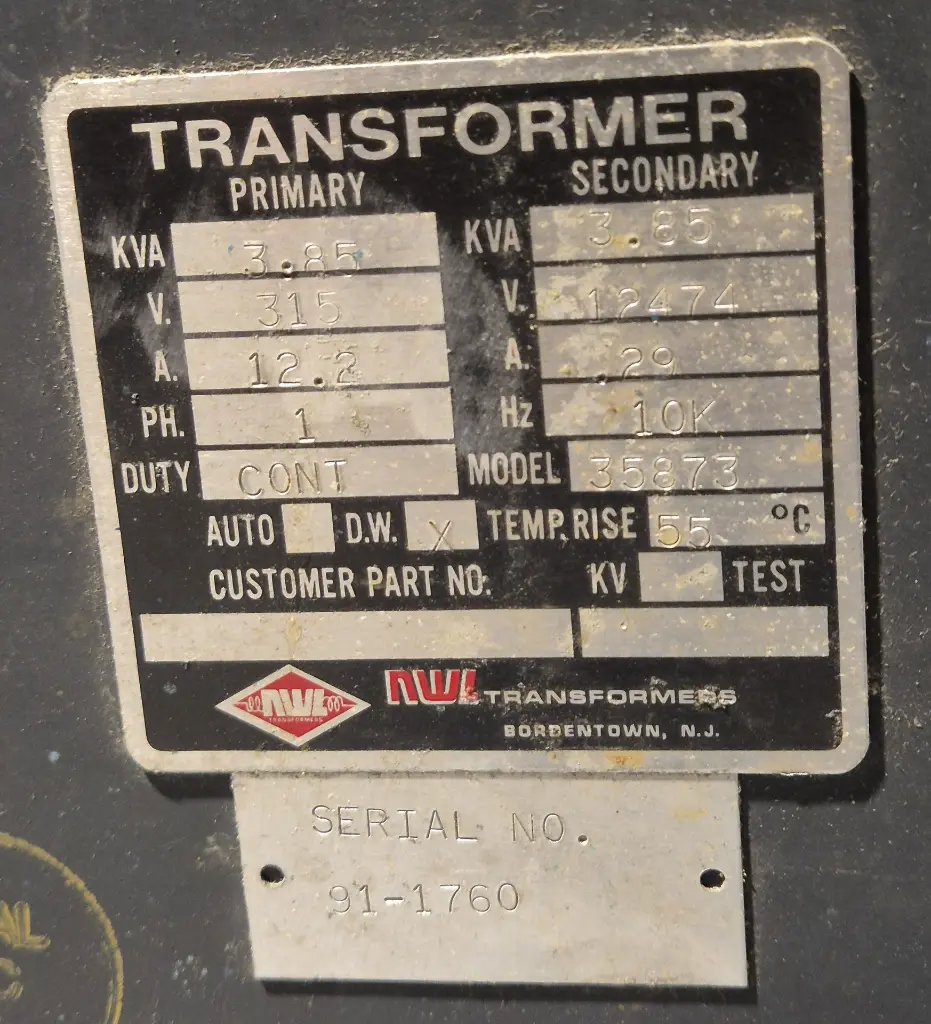 TRANSFORMER
PRIMARY SECONDARY
KVA 3.85 KVA 3.85
V. 315 V. 12474
A. 12.2 A. .29
PH. 1 Hz 10K
DUTY CONT MODEL 35873
AUTO D.W. X TEMP. RISE 55 °C
CUSTOMER PART NO: KV TEST
NWL
TRANSFORMERS
NWL TRANSFORMERS
BORDENTOWN, N.J.
SERIAL NO.
91-1760